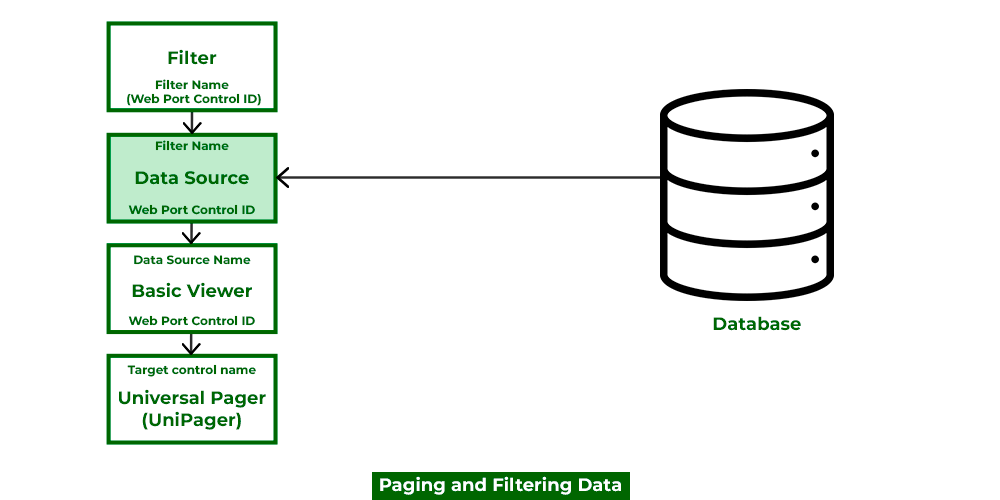 Filter
Filter Name
(Web Port Control ID)
Filter Name
Data Source
Web Port Control ID
Data Source Name
Basic Viewer
Web Port Control ID
Target control name
Universal Pager
(UniPager)
Database
Paging and Filtering Data